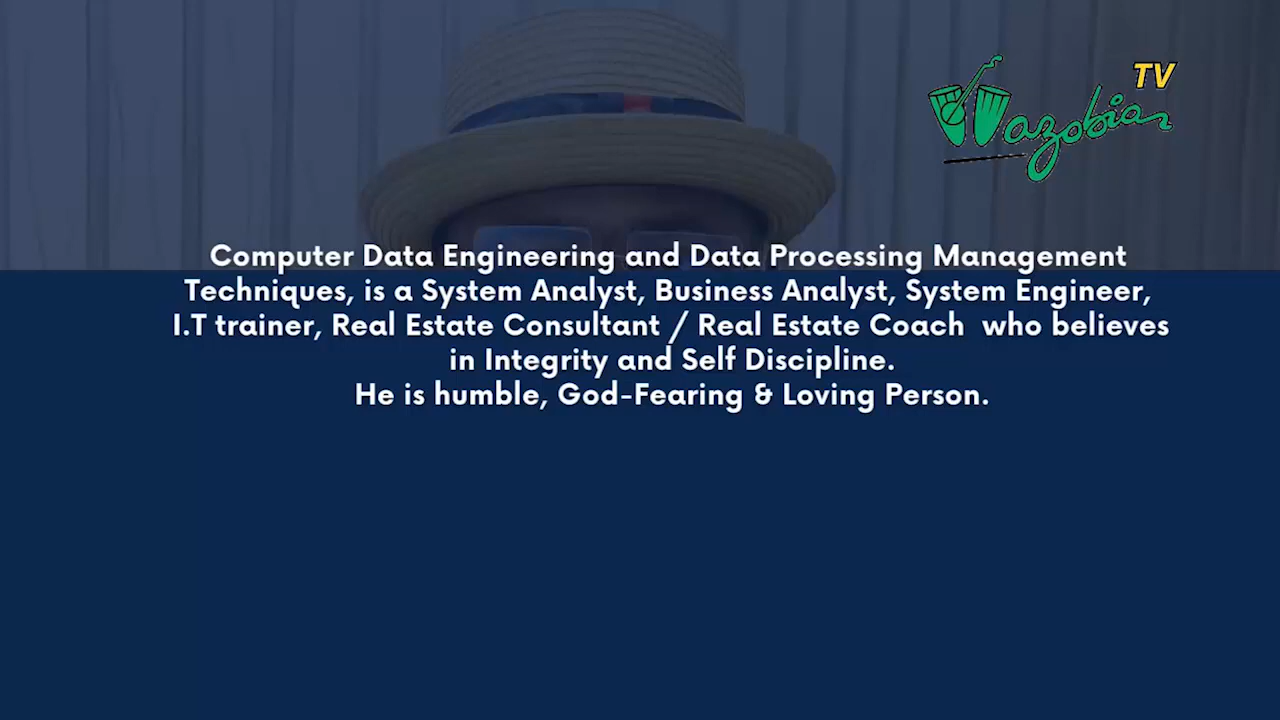 TV
Wazobia
Computer Data Engineering and Data Processing Management
Techniques, is a System Analyst, Business Analyst, System Engineer,
I.T trainer, Real Estate Consultant / Real Estate Coach who believes
in Integrity and Self Discipline.
He is humble, God-Fearing & Loving Person.